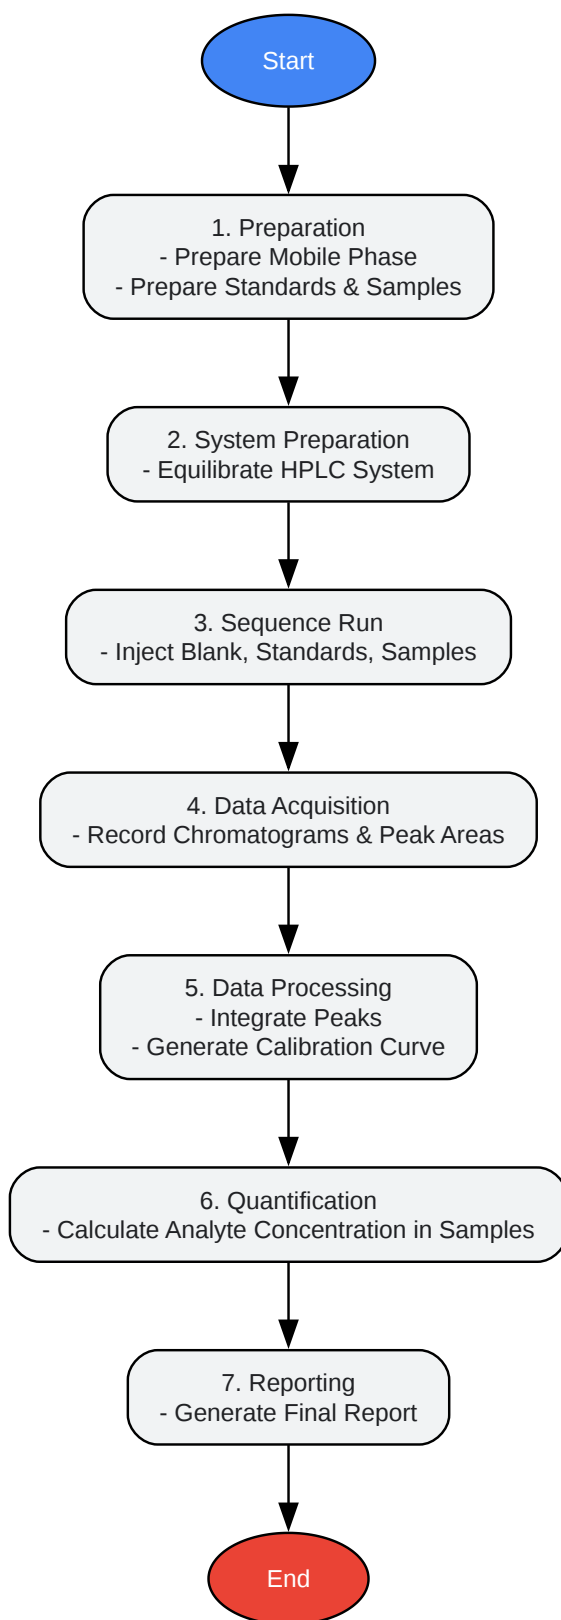 Start
1. Preparation
- Prepare Mobile Phase
- Prepare Standards & Samples
2. System Preparation
- Equilibrate HPLC System
3. Sequence Run
- Inject Blank, Standards, Samples
4. Data Acquisition
- Record Chromatograms & Peak Areas
5. Data Processing
- Integrate Peaks
- Generate Calibration Curve
6. Quantification
- Calculate Analyte Concentration in Samples
7. Reporting
- Generate Final Report
End